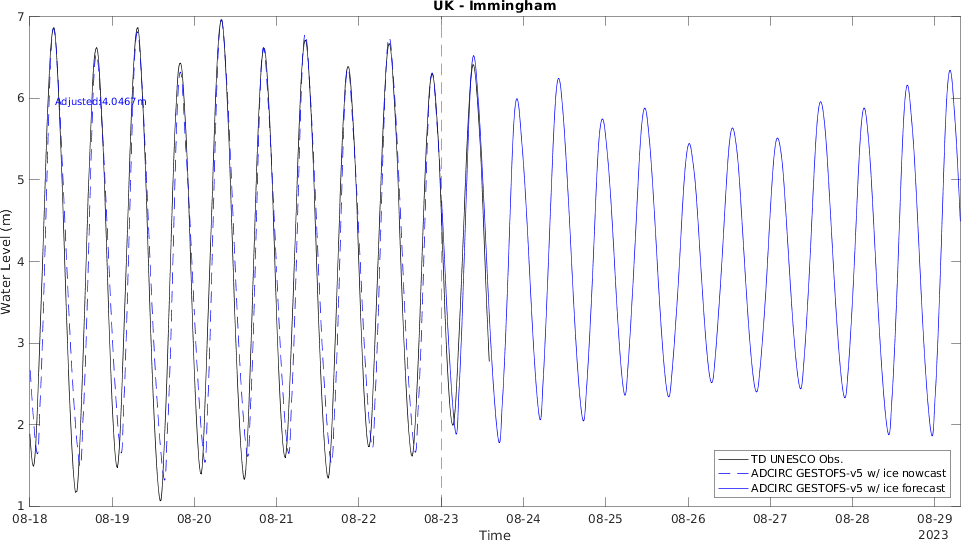 UK - Immingham
7
6
5
4
3
2
1
Water Level (m)
Adjusted:4.0467m
TD UNESCO Obs.
ADCIRC GESTOFS-v5 w/ ice nowcast
ADCIRC GESTOFS-v5 w/ ice forecast
08-18 08-19 08-20 08-21 08-22 08-23 08-24 08-25 08-26 08-27 08-28 08-29
Time
2023